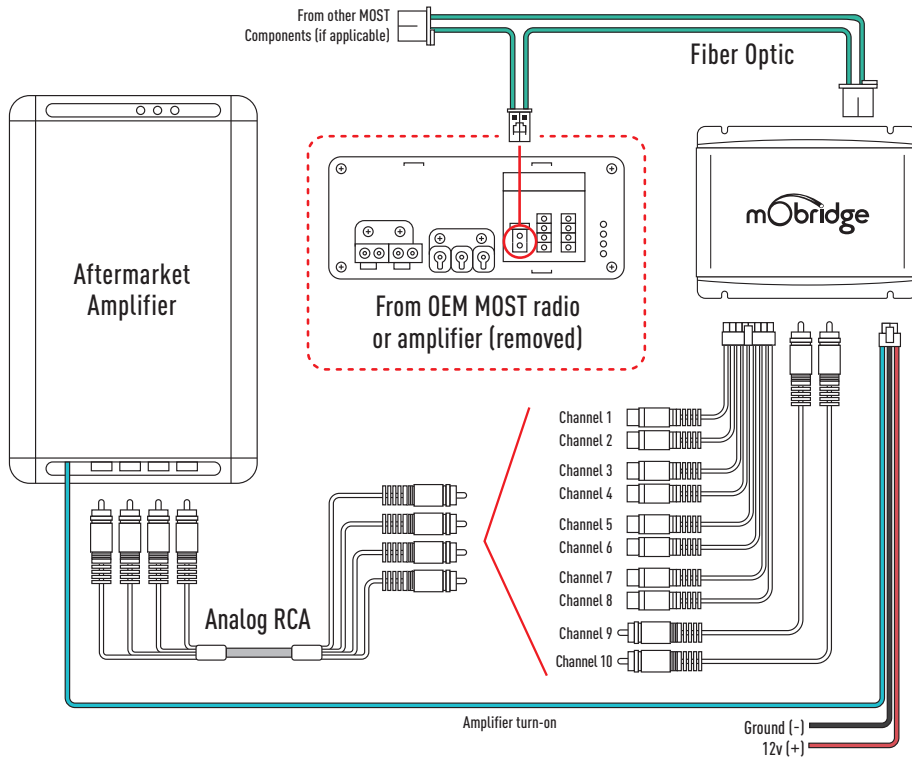 From other MOST
Components (if applicable)
Fiber Optic
mObridge
Aftermarket
Amplifier
From OEM MOST radio
or amplifier (removed)
Channel 1
Channel 2
Channel 3
Channel 4
Channel 5
Channel 6
Channel 7
Channel 8
Channel 9
Channel 10
Analog RCA
Amplifier turn-on
Ground (-)
12v (+)